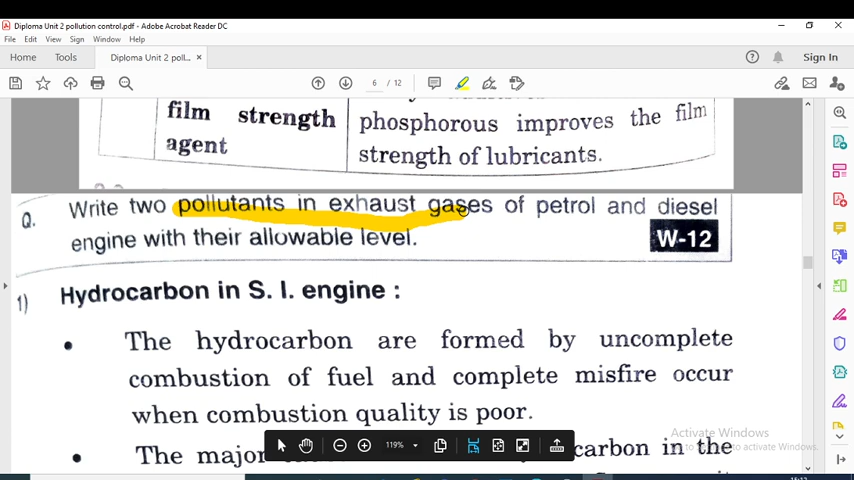 Diploma Unit 2 pollution control.pdf - Adobe Acrobat Reader DC
File Edit View Sign Window Help
Home Tools Diploma Unit 2 poll... × Sign In
6 / 12
film strength agent
phosphorous improves the film
strength of lubricants.
Q. Write two pollutants in exhaust gases of petrol and diesel
engine with their allowable level. W-12
1) Hydrocarbon in S. I. engine :
• The hydrocarbon are formed by uncomplete
combustion of fuel and complete misfire occur
when combustion quality is poor.
119%
Activate Windows
• The major carbon in the